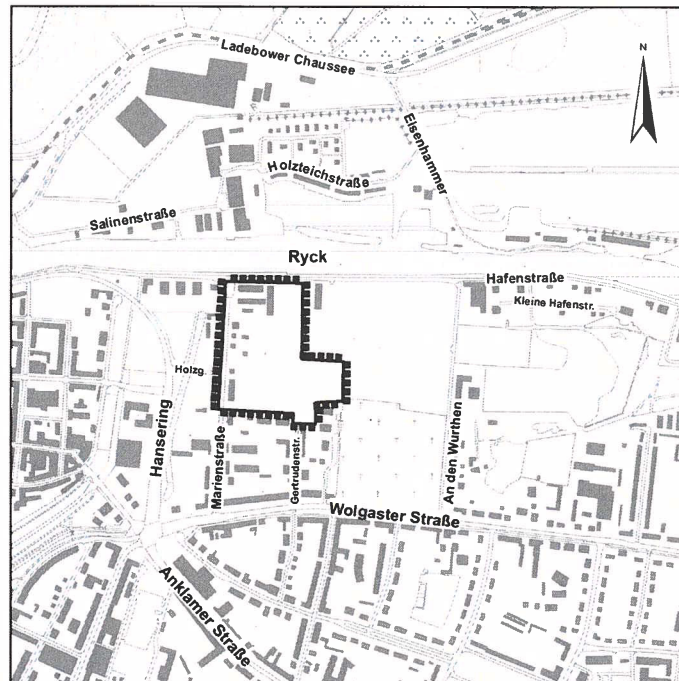 Ladebower Chaussee
N
Eisenhammer
Holzteichstraße
Salinenstraße
Ryck
Hafenstraße
Kleine Hafenstr.
Holzg.
Hansering
Marienstraße
Gertrudenstr.
An den Wurthen
Wolgaster Straße
Anklamer Straße